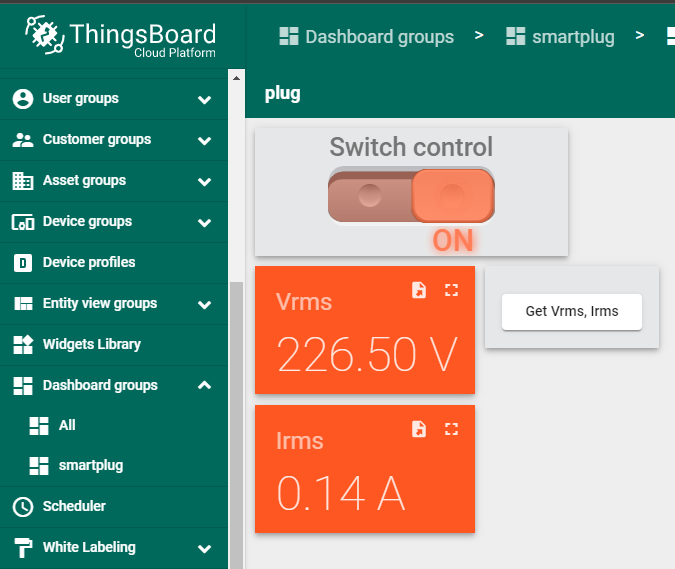 ThingsBoard
Cloud Platform
Dashboard groups > smartplug >
plug
User groups
Customer groups
Asset groups
Device groups
Device profiles
Entity view groups
Widgets Library
Dashboard groups
All
smartplug
Scheduler
White Labeling
Switch control
ON
Vrms
226.50 V
Get Vrms, Irms
Irms
0.14 A